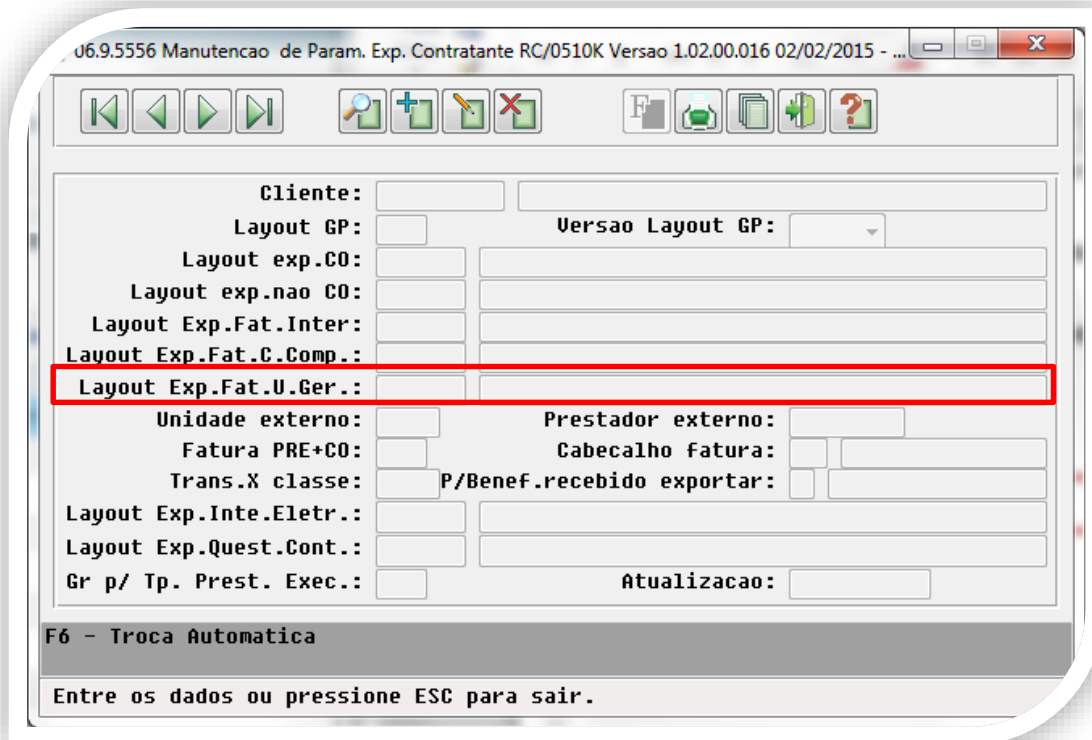 06.9.5556 Manutencao de Param. Exp. Contratante RC/0510K Versao 1.02.00.016 02/02/2015 - ...
F
Cliente:
Layout GP: Versao Layout GP:
Layout exp.CO:
Layout exp.nao CO:
Layout Exp.Fat.Inter:
Layout Exp.Fat.C.Comp.:
Layout Exp.Fat.U.Ger.:
Unidade externo: Prestador externo:
Fatura PRE+CO: Cabecalho fatura:
Trans.X classe: P/Benef.recebido exportar:
Layout Exp.Inte.Eletr.:
Layout Exp.Quest.Cont.:
Gr p/ Tp. Prest. Exec.: Atualizacao:
F6 - Troca Automatica
Entre os dados ou pressione ESC para sair.